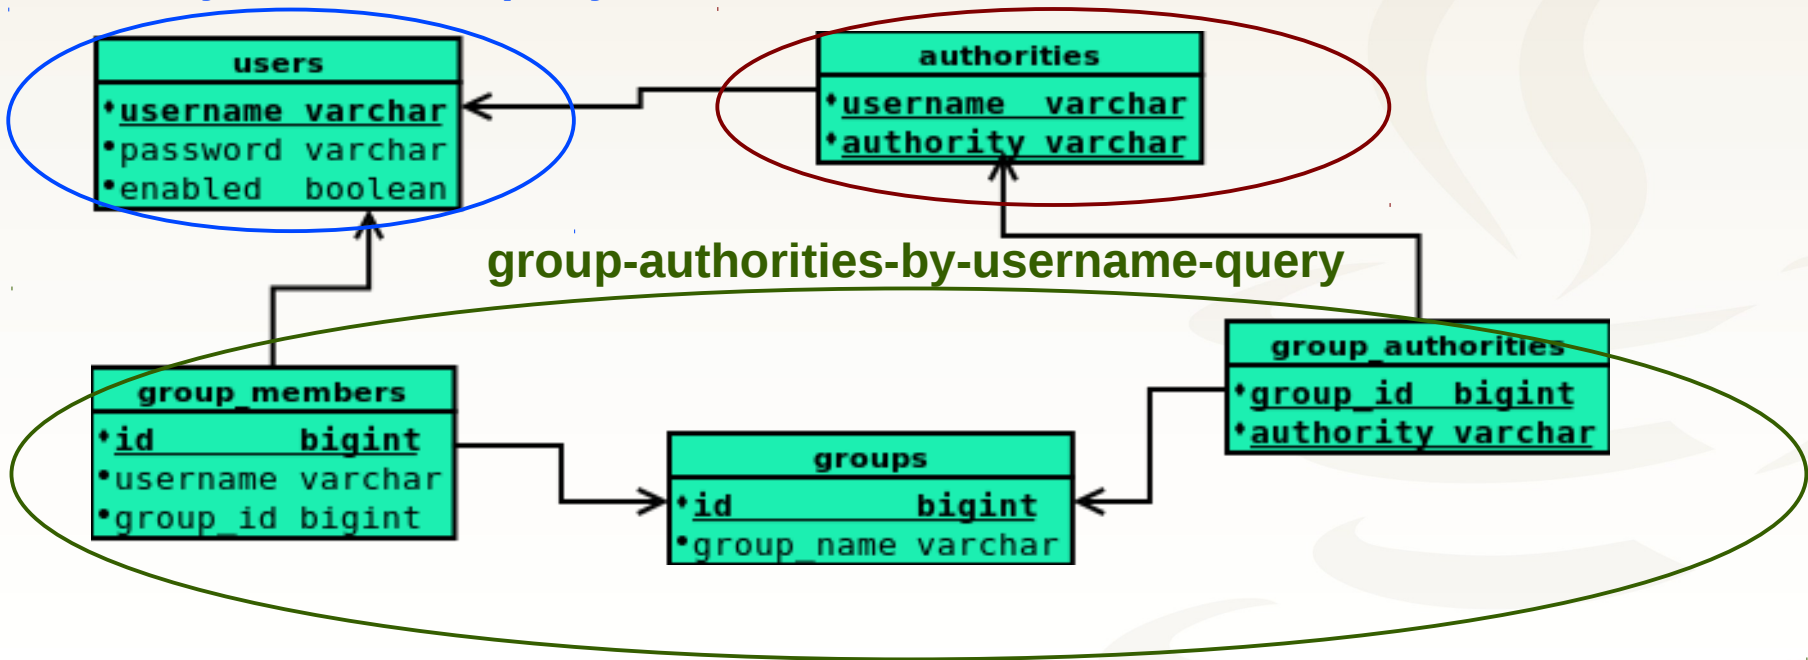 users
username varchar
password varchar
enabled boolean
authorities
username varchar
authority varchar
group-authorities-by-username-query
group_members
id bigint
username varchar
group_id bigint
groups
id bigint
group_name varchar
group_authorities
group_id bigint
authority varchar